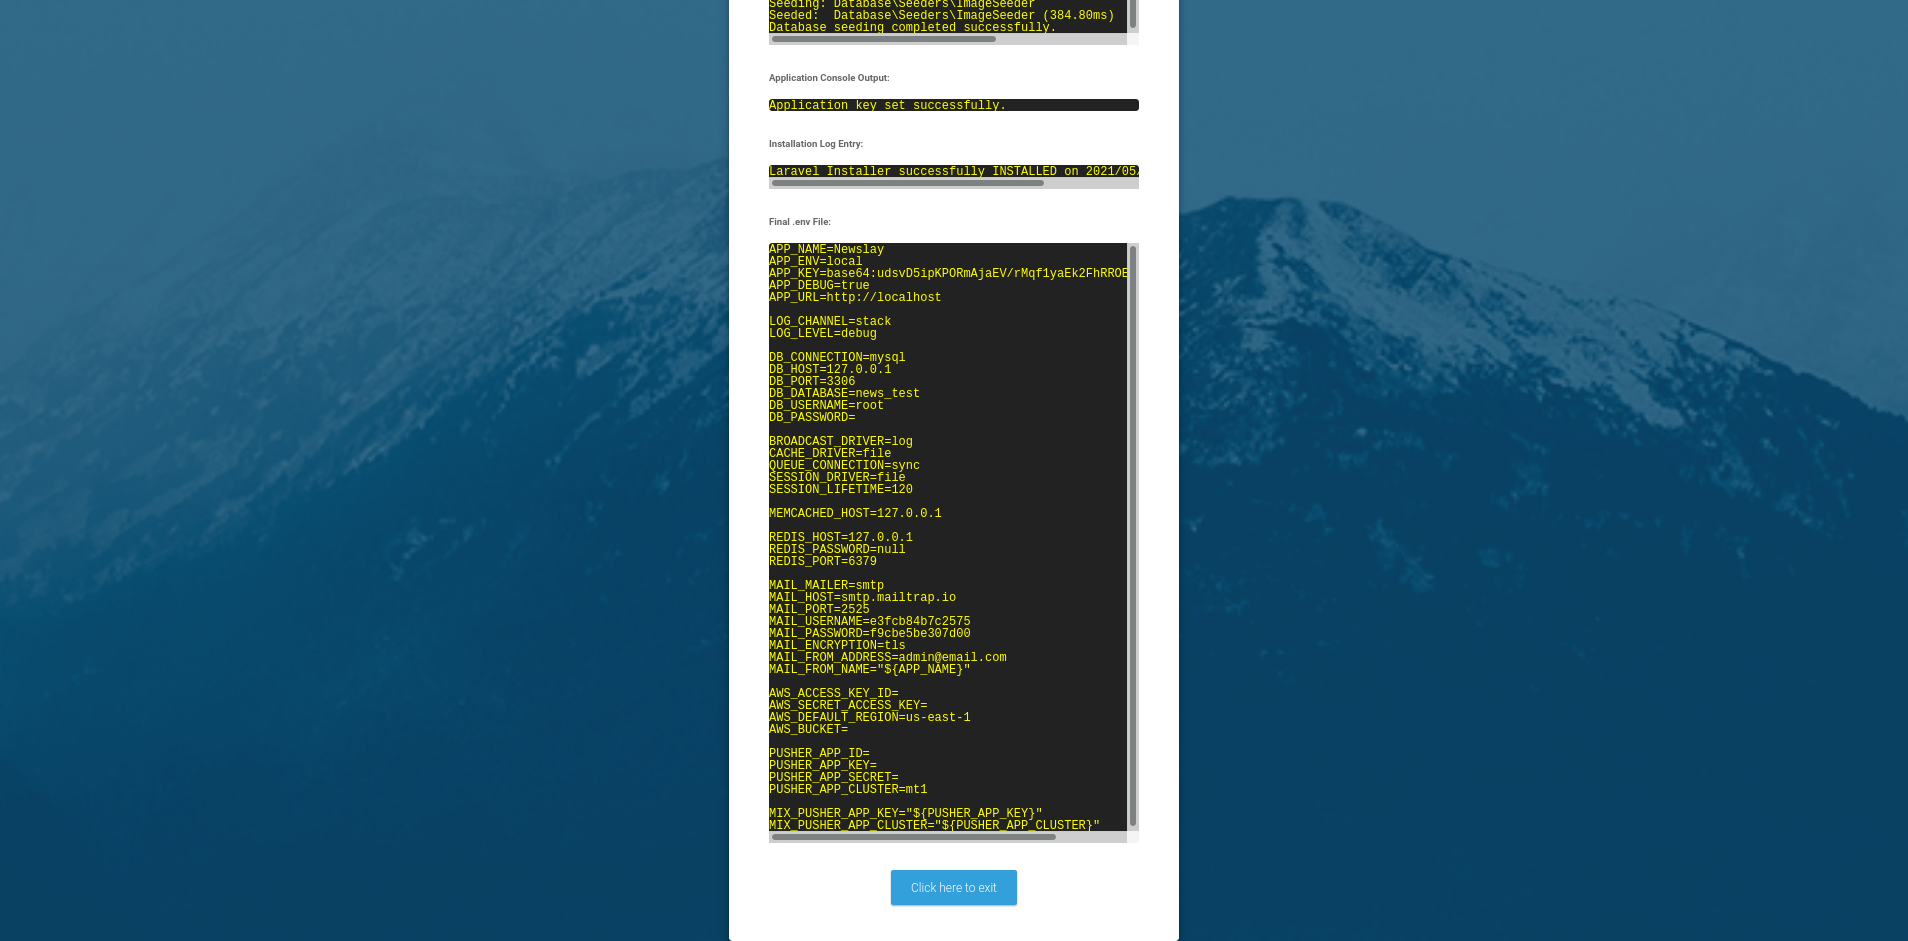 Seeding: Database\Seeders\ImageSeeder
Seeded:  Database\Seeders\ImageSeeder (384.80ms)
Database seeding completed successfully.
Application Console Output:
Application key set successfully.
Installation Log Entry:
Laravel Installer successfully INSTALLED on 2021/05/
Final .env File:
APP_NAME=Newslay
APP_ENV=local
APP_KEY=base64:udsvD5ipKPORmAjaEV/rMqf1yaEk2FhRROE
APP_DEBUG=true
APP_URL=http://localhost
LOG_CHANNEL=stack
LOG_LEVEL=debug
DB_CONNECTION=mysql
DB_HOST=127.0.0.1
DB_PORT=3306
DB_DATABASE=news_test
DB_USERNAME=root
DB_PASSWORD=
BROADCAST_DRIVER=log
CACHE_DRIVER=file
QUEUE_CONNECTION=sync
SESSION_DRIVER=file
SESSION_LIFETIME=120
MEMCACHED_HOST=127.0.0.1
REDIS_HOST=127.0.0.1
REDIS_PASSWORD=null
REDIS_PORT=6379
MAIL_MAILER=smtp
MAIL_HOST=smtp.mailtrap.io
MAIL_PORT=2525
MAIL_USERNAME=e3fcb84b7c2575
MAIL_PASSWORD=f9cbe5be307d00
MAIL_ENCRYPTION=tls
MAIL_FROM_ADDRESS=admin@email.com
MAIL_FROM_NAME="${APP_NAME}"
AWS_ACCESS_KEY_ID=
AWS_SECRET_ACCESS_KEY=
AWS_DEFAULT_REGION=us-east-1
AWS_BUCKET=
PUSHER_APP_ID=
PUSHER_APP_KEY=
PUSHER_APP_SECRET=
PUSHER_APP_CLUSTER=mt1
MIX_PUSHER_APP_KEY="${PUSHER_APP_KEY}"
MIX_PUSHER_APP_CLUSTER="${PUSHER_APP_CLUSTER}"
Click here to exit